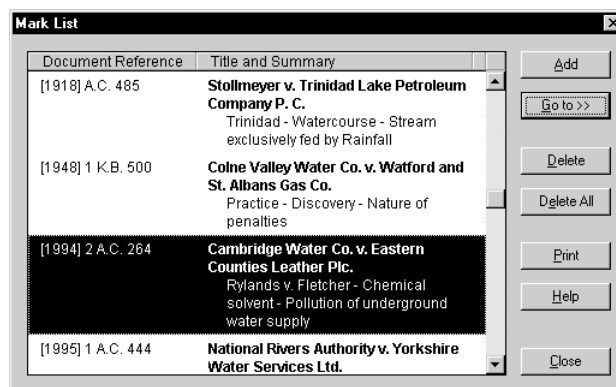 Mark List
Document Reference Title and Summary
[1918] A.C. 485 Stollmeyer v. Trinidad Lake Petroleum
Company P. C.
Trinidad - Watercourse - Stream
exclusively fed by Rainfall
[1948] 1 K.B. 500 Colne Valley Water Co. v. Watford and
St. Albans Gas Co.
Practice - Discovery - Nature of
penalties
[1994] 2 A.C. 264 Cambridge Water Co. v. Eastern
Counties Leather Plc.
Rylands v. Fletcher - Chemical
solvent - Pollution of underground
water supply
[1995] 1 A.C. 444 National Rivers Authority v. Yorkshire
Water Services Ltd.
Add
Go to >>
Delete
Delete All
Print
Help
Close